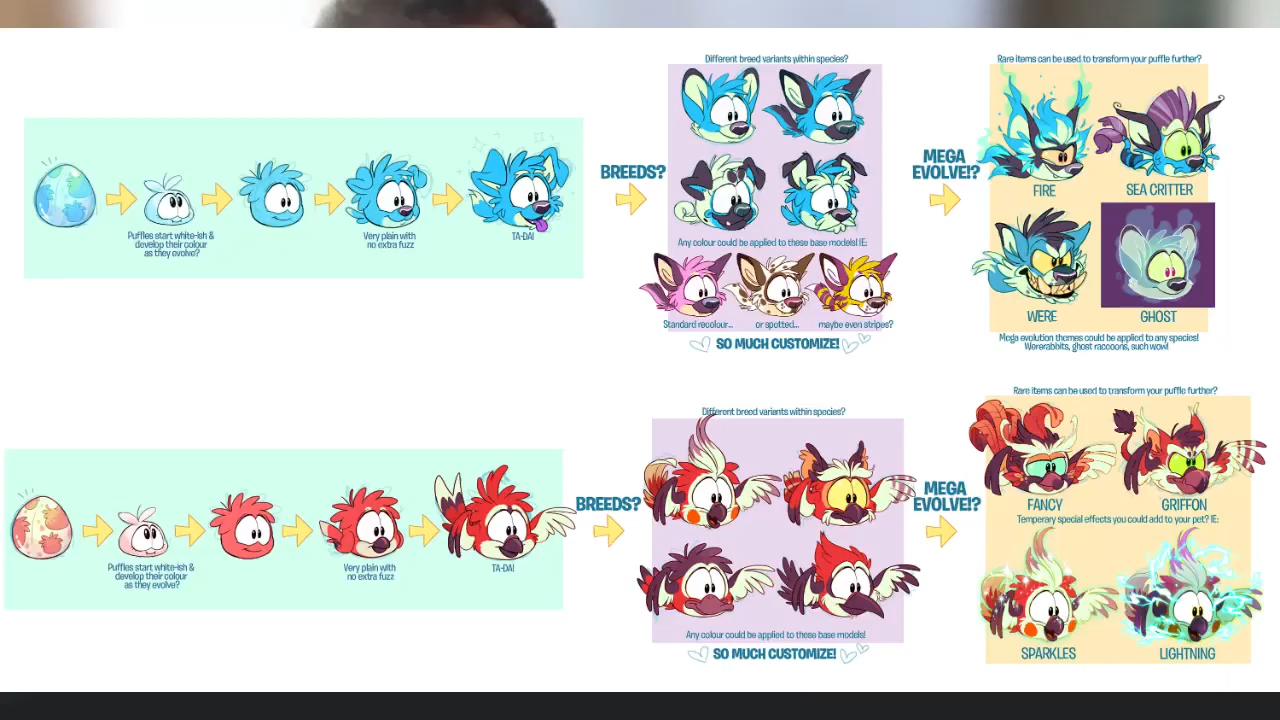 Different breed variants within species?
Rare items can be used to transform your puffle further?
BREEDS?
MEGA
EVOLVE!?
FIRE
SEA CRITTER
Puffles start white-ish &
develop their colour
as they evolve?
Very plain with
no extra fuzz
TA-DA!
Any colour could be applied to these base models! IE:
Standard recolour...
or spotted...
maybe even stripes?
SO MUCH CUSTOMIZE!
WERE
GHOST
Mega evolution themes could be applied to any species!
Wererabbits, ghost raccoons, such wow!
Different breed variants within species?
Rare items can be used to transform your puffle further?
BREEDS?
MEGA
EVOLVE!?
FANCY
GRIFFON
Temporary special effects you could add to your pet? IE:
Puffles start white-ish &
develop their colour
as they evolve?
Very plain with
no extra fuzz
TA-DA!
Any colour could be applied to these base models!
SO MUCH CUSTOMIZE!
SPARKLES
LIGHTNING